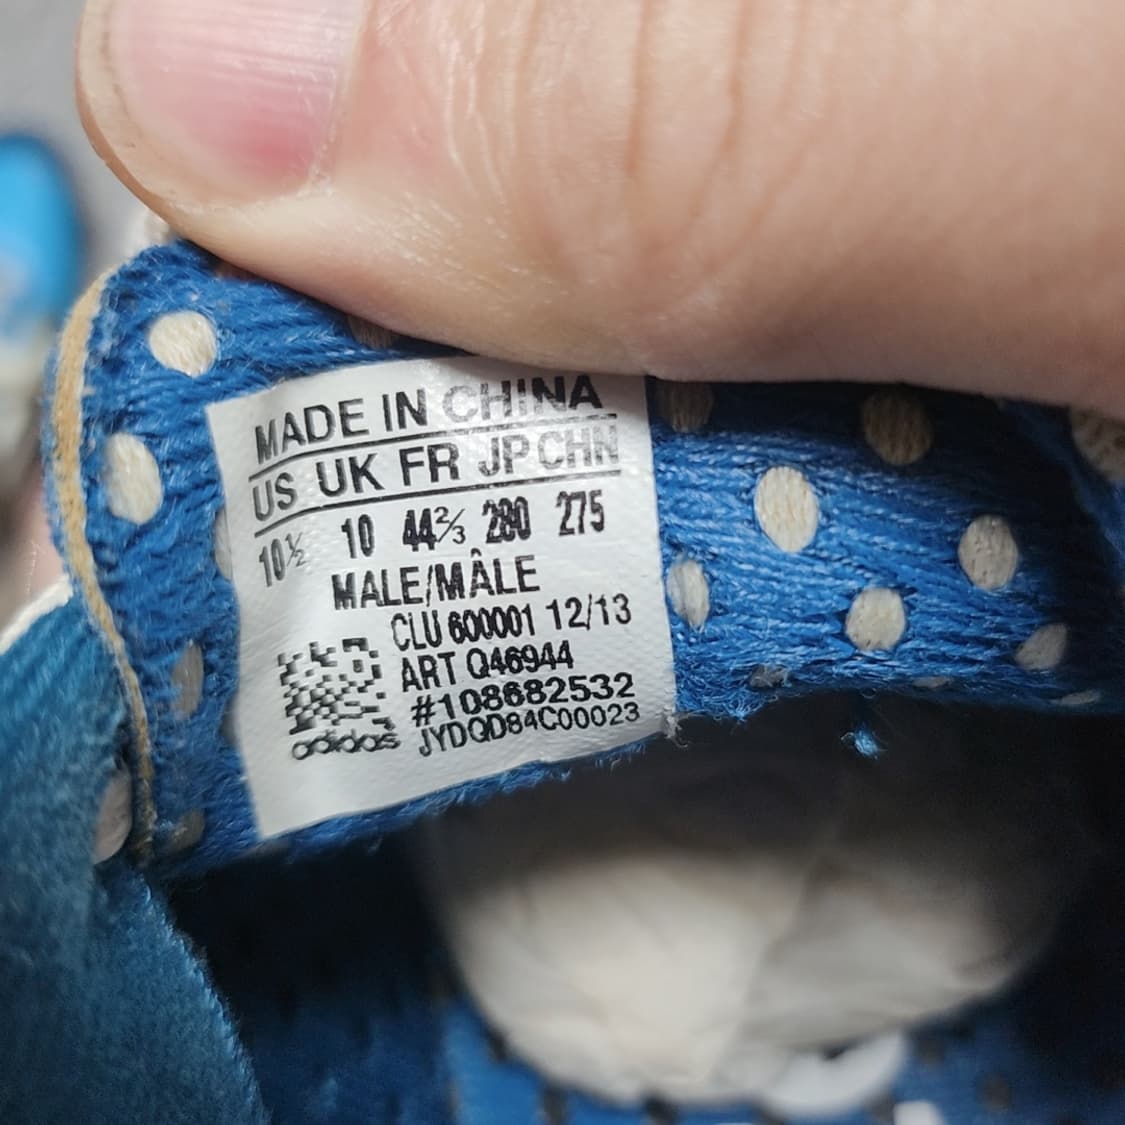 MADE IN CHINA
US UK FR JP CHN
10½ 10 44⅔ 280 275
MALE/MÂLE
CLU 600001 12/13
ART Q46944
#108682532
adidas JYDQD84C00023